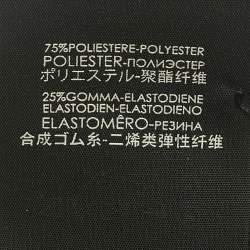 75%POLIESTERE-POLYESTER
POLIESTER-ПОЛИЭСТЕР
ポリエステル-聚酯纤维
25%GOMMA-ELASTODIENE
ELASTODIEN-ELASTODIENO
ELASTOMÊRO-РЕЗИНА
合成ゴム糸-二烯类弹性纤维